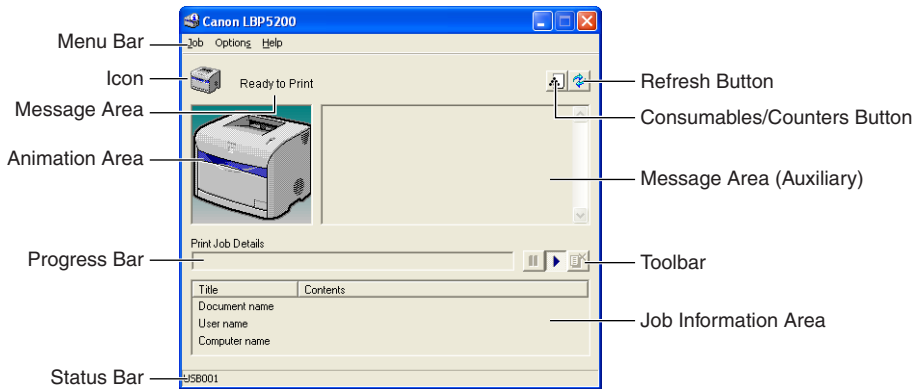 Canon LBP5200
Menu Bar
Job Options Help
Icon
Ready to Print
Refresh Button
Message Area
Consumables/Counters Button
Animation Area
Message Area (Auxiliary)
Print Job Details
Progress Bar
Toolbar
Title Contents
Document name
User name
Job Information Area
Computer name
Status Bar
USB001